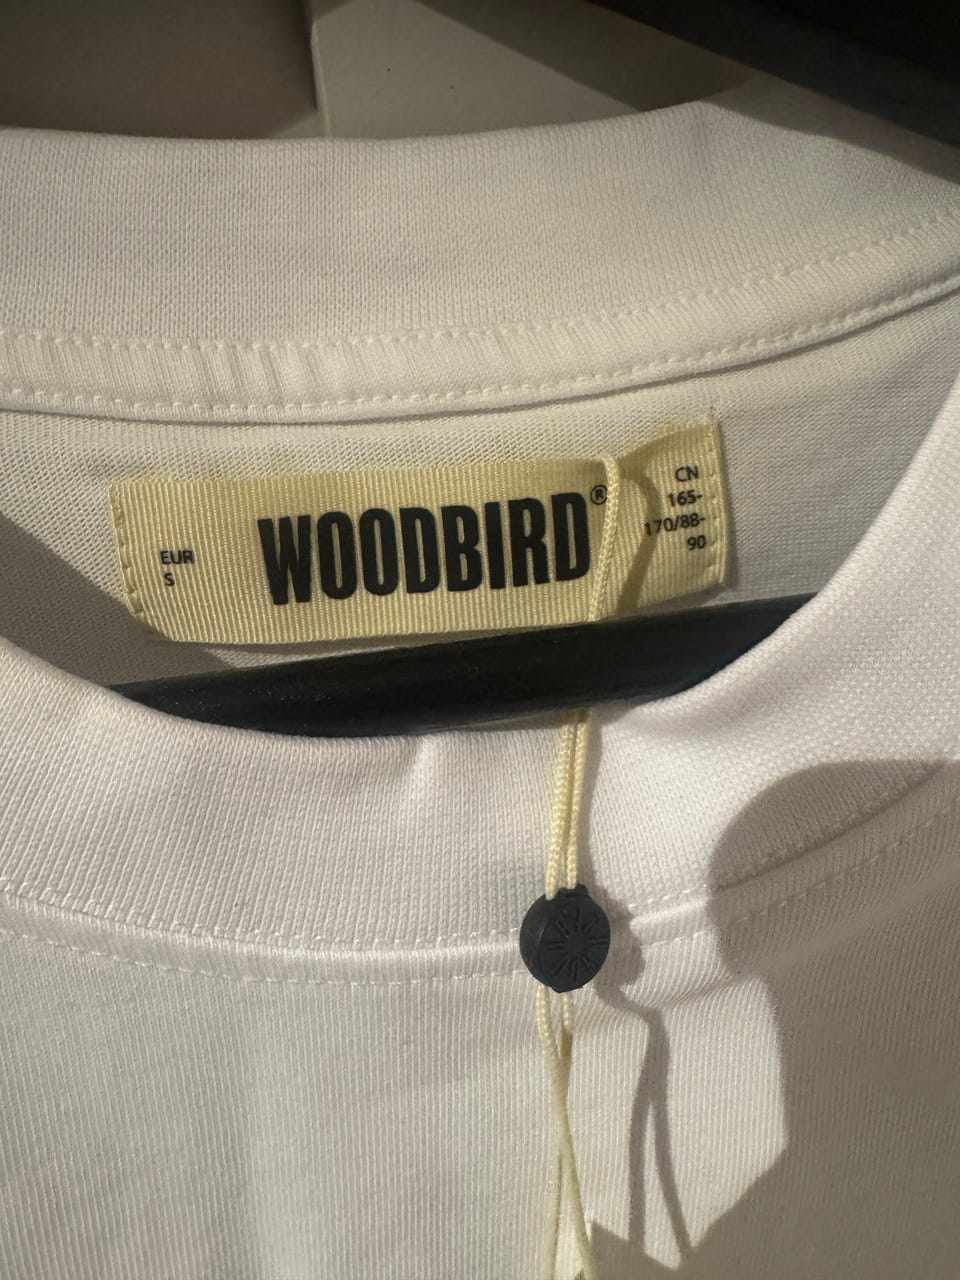 EUR
S
WOODBIRD®
CN
165-
170/88-
90